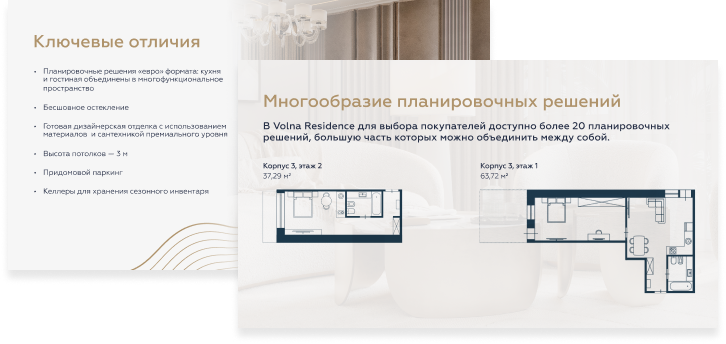 Ключевые отличия
• Планировочные решения «евро» формата: кухня
и гостиная объединены в многофункциональное
пространство
• Бесшовное остекление
• Готовая дизайнерская отделка с использованием
материалов и сантехникой премиального уровня
• Высота потолков — 3 м
• Придомовой паркинг
• Келлеры для хранения сезонного инвентаря
Многообразие планировочных решений
В Volna Residence для выбора покупателей доступно более 20 планировочных
решений, большую часть которых можно объединить между собой.
Корпус 3, этаж 2
37,29 м²
Корпус 3, этаж 1
63,72 м²